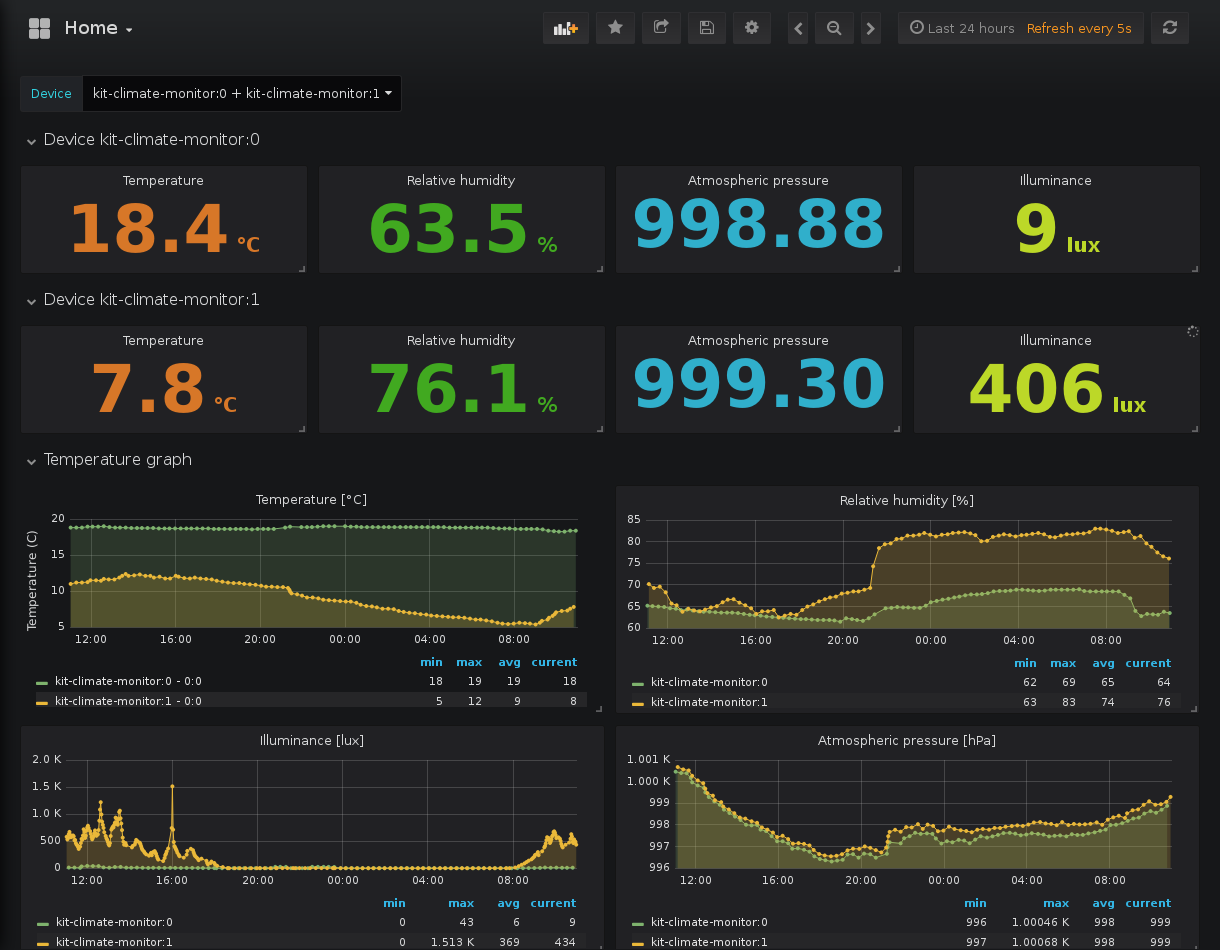 Home
Last 24 hours Refresh every 5s
Device kit-climate-monitor:0 + kit-climate-monitor:1
Device kit-climate-monitor:0
Temperature Relative humidity Atmospheric pressure Illuminance
18.4 °C 63.5 % 998.88 9 lux
Device kit-climate-monitor:1
Temperature Relative humidity Atmospheric pressure Illuminance
7.8 °C 76.1 % 999.30 406 lux
Temperature graph
Temperature [°C]
Temperature (C)
20
15
10
5
12:00 16:00 20:00 00:00 04:00 08:00
min max avg current
kit-climate-monitor:0 - 0:0 18 19 19 18
kit-climate-monitor:1 - 0:0 5 12 9 8
Relative humidity [%]
85
80
75
70
65
60
12:00 16:00 20:00 00:00 04:00 08:00
min max avg current
kit-climate-monitor:0 62 69 65 64
kit-climate-monitor:1 63 83 74 76
Illuminance [lux]
2.0 K
1.5 K
1.0 K
500
0
12:00 16:00 20:00 00:00 04:00 08:00
min max avg current
kit-climate-monitor:0 0 43 6 9
kit-climate-monitor:1 0 1.513 K 369 434
Atmospheric pressure [hPa]
1.001 K
1.000 K
999
998
997
996
12:00 16:00 20:00 00:00 04:00 08:00
min max avg current
kit-climate-monitor:0 996 1.00046 K 998 999
kit-climate-monitor:1 997 1.00068 K 998 999